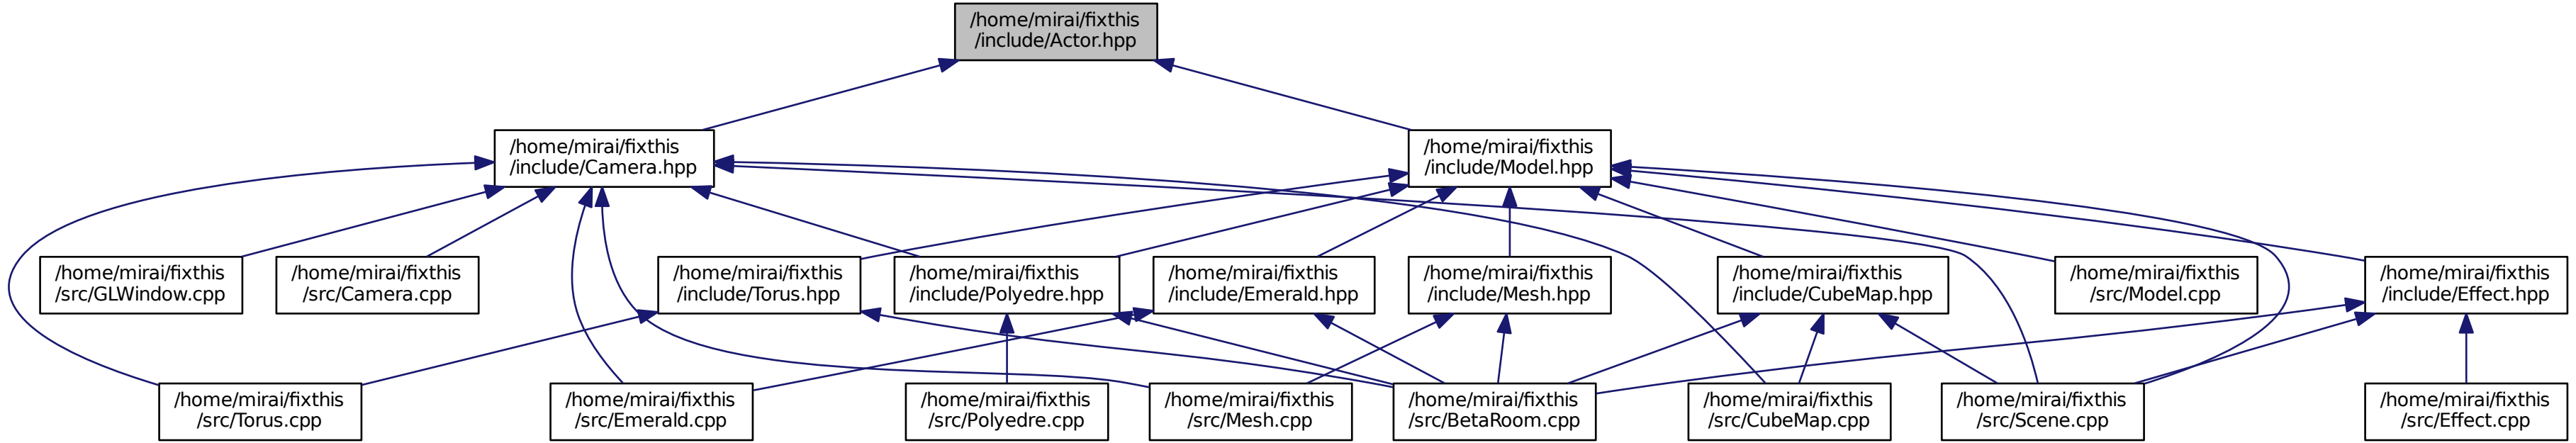 /home/mirai/fixthis
/include/Actor.hpp
/home/mirai/fixthis
/include/Camera.hpp
/home/mirai/fixthis
/include/Model.hpp
/home/mirai/fixthis
/src/GLWindow.cpp
/home/mirai/fixthis
/src/Camera.cpp
/home/mirai/fixthis
/include/Torus.hpp
/home/mirai/fixthis
/include/Polyedre.hpp
/home/mirai/fixthis
/include/Emerald.hpp
/home/mirai/fixthis
/include/Mesh.hpp
/home/mirai/fixthis
/include/CubeMap.hpp
/home/mirai/fixthis
/src/Model.cpp
/home/mirai/fixthis
/include/Effect.hpp
/home/mirai/fixthis
/src/Torus.cpp
/home/mirai/fixthis
/src/Emerald.cpp
/home/mirai/fixthis
/src/Polyedre.cpp
/home/mirai/fixthis
/src/Mesh.cpp
/home/mirai/fixthis
/src/BetaRoom.cpp
/home/mirai/fixthis
/src/CubeMap.cpp
/home/mirai/fixthis
/src/Scene.cpp
/home/mirai/fixthis
/src/Effect.cpp